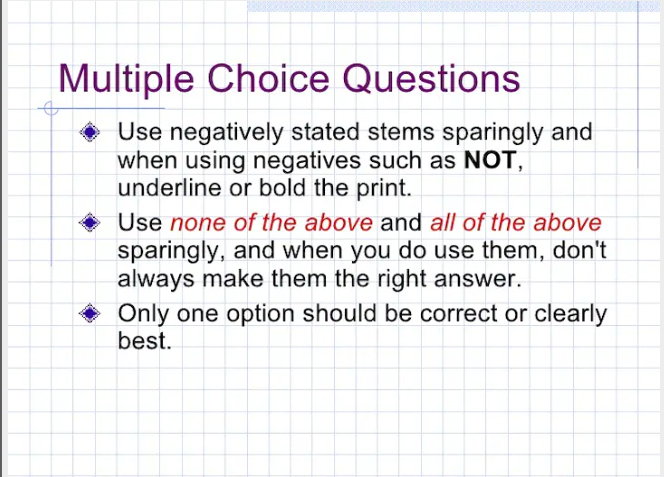 Multiple Choice Questions
Use negatively stated stems sparingly and
when using negatives such as NOT,
underline or bold the print.
Use none of the above and all of the above
sparingly, and when you do use them, don't
always make them the right answer.
Only one option should be correct or clearly
best.